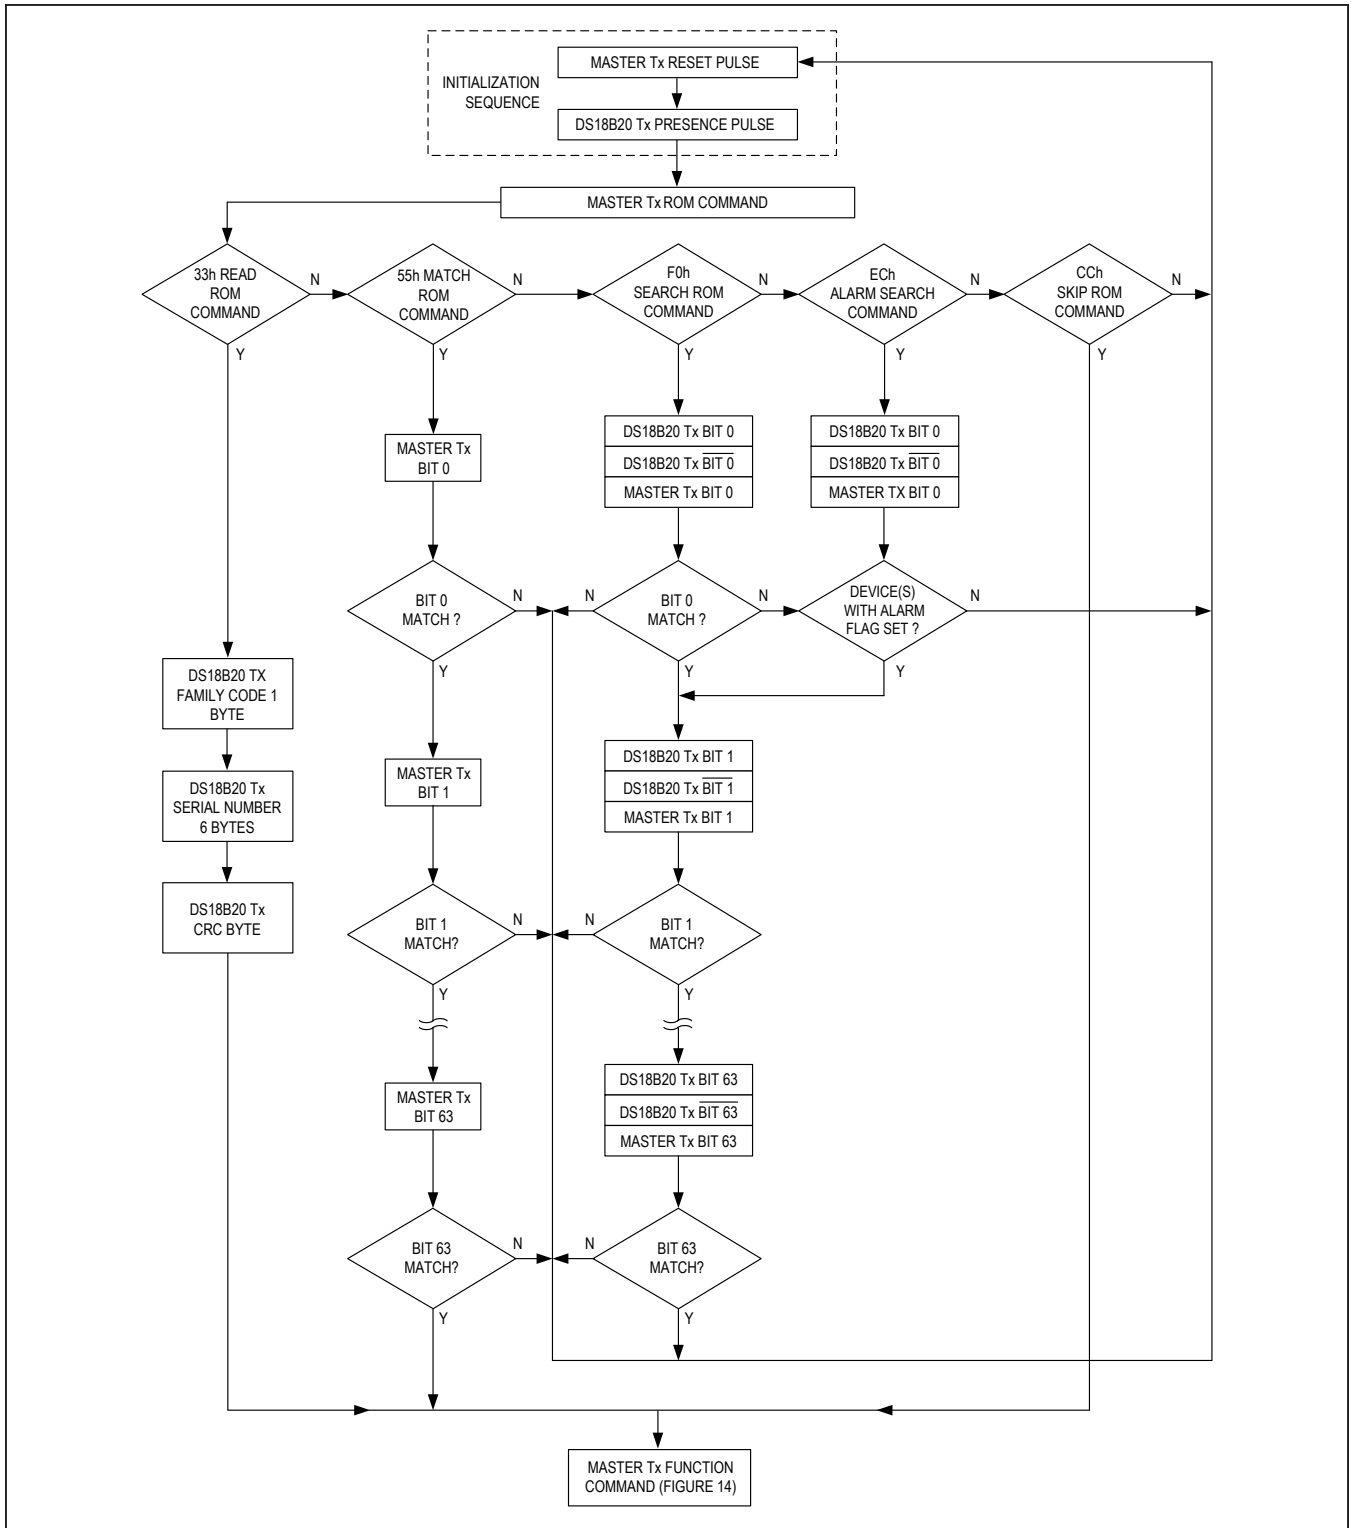 MASTER Tx RESET PULSE
INITIALIZATION
SEQUENCE
DS18B20 Tx PRESENCE PULSE
MASTER Tx ROM COMMAND
33h READ
ROM
COMMAND
N
Y
55h MATCH
ROM
COMMAND
N
Y
F0h
SEARCH ROM
COMMAND
N
Y
ECh
ALARM SEARCH
COMMAND
N
Y
CCh
SKIP ROM
COMMAND
N
Y
MASTER Tx
BIT 0
DS18B20 Tx BIT 0
DS18B20 Tx B̅I̅T̅ ̅0̅
MASTER Tx BIT 0
DS18B20 Tx BIT 0
DS18B20 Tx B̅I̅T̅ ̅0̅
MASTER TX BIT 0
BIT 0
MATCH ?
N
Y
N
BIT 0
MATCH ?
N
Y
DEVICE(S)
WITH ALARM
FLAG SET ?
N
Y
DS18B20 TX
FAMILY CODE 1
BYTE
DS18B20 Tx
SERIAL NUMBER
6 BYTES
DS18B20 Tx
CRC BYTE
MASTER Tx
BIT 1
DS18B20 Tx BIT 1
DS18B20 Tx B̅I̅T̅ ̅1̅
MASTER Tx BIT 1
BIT 1
MATCH?
N
Y
N
BIT 1
MATCH?
Y
MASTER Tx
BIT 63
DS18B20 Tx BIT 63
DS18B20 Tx B̅I̅T̅ ̅6̅3̅
MASTER Tx BIT 63
BIT 63
MATCH?
N
Y
N
BIT 63
MATCH?
Y
MASTER Tx FUNCTION
COMMAND (FIGURE 14)